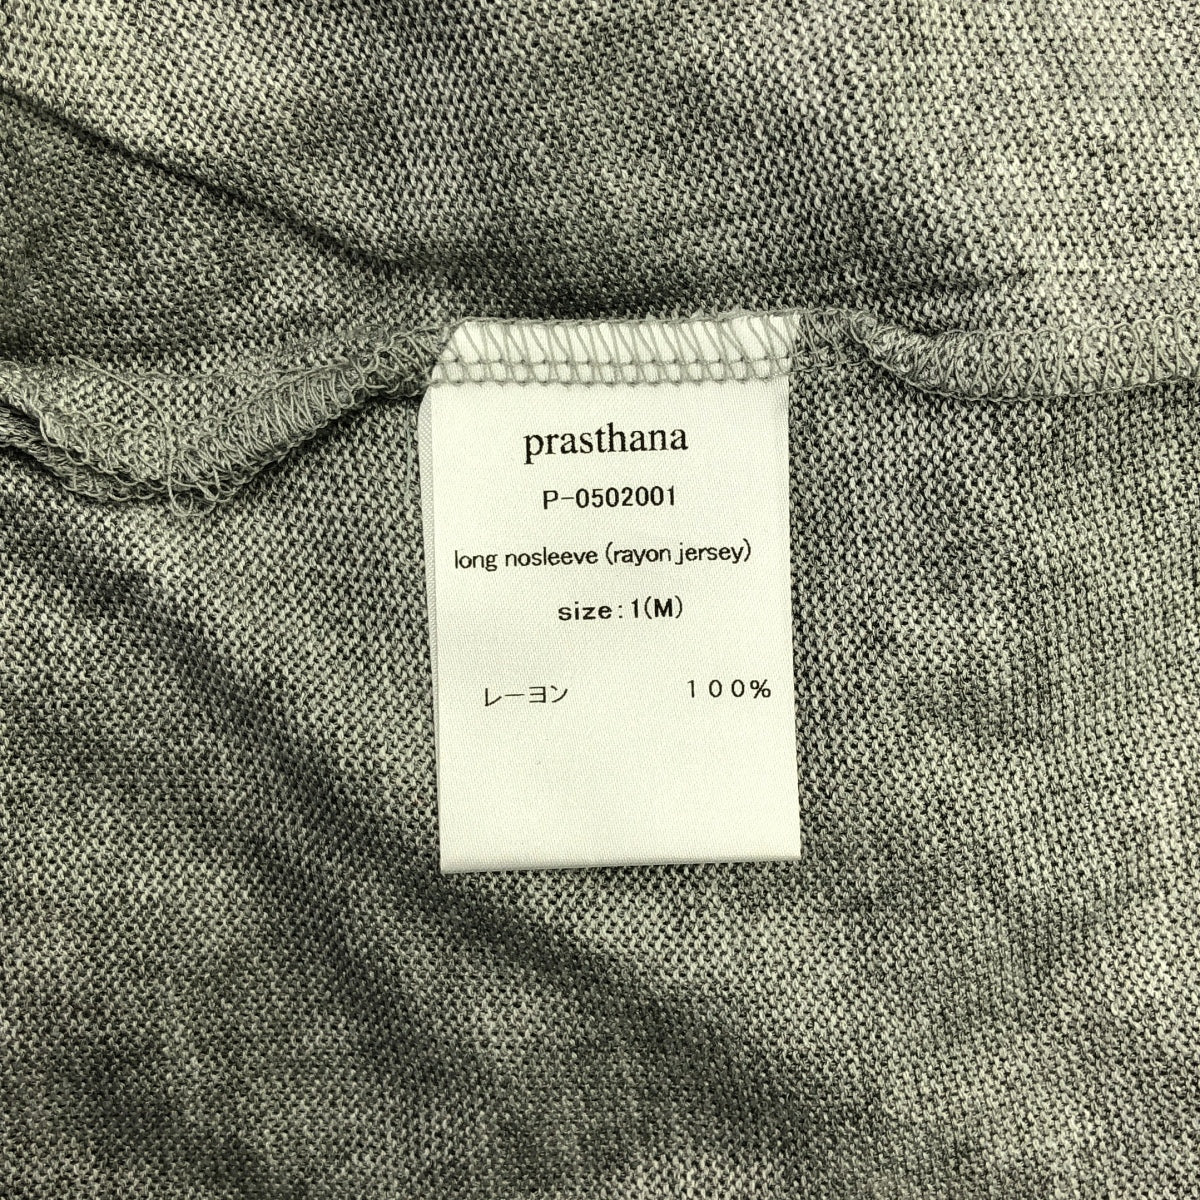 prasthana
P-0502001
long nosleeve (rayon jersey)
size:1(M)
レーヨン 100%